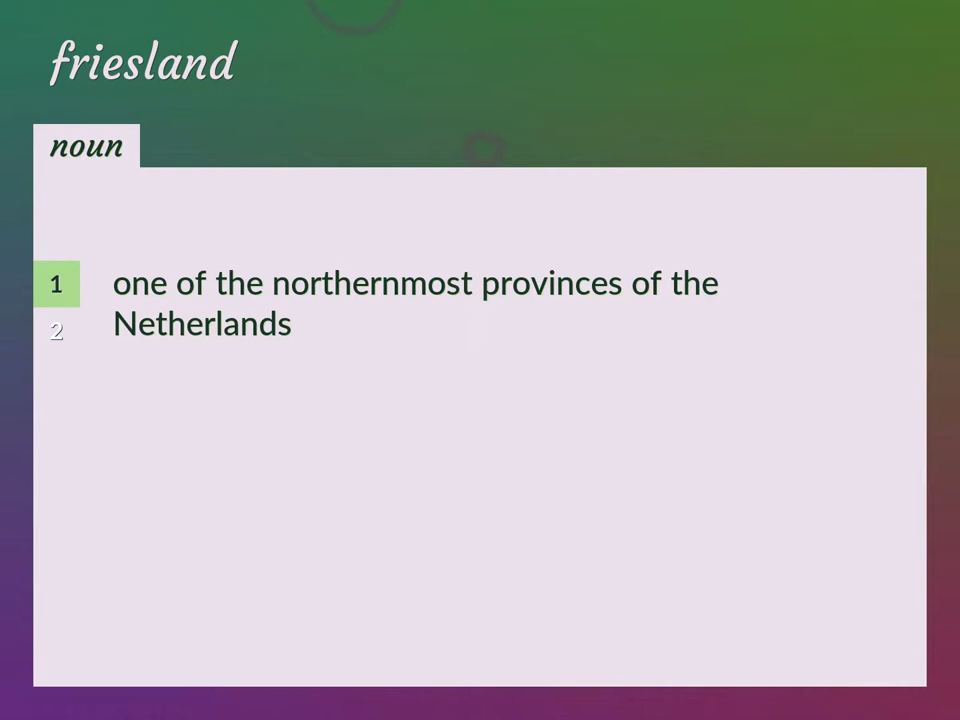 friesland
noun
1 one of the northernmost provinces of the
Netherlands
2